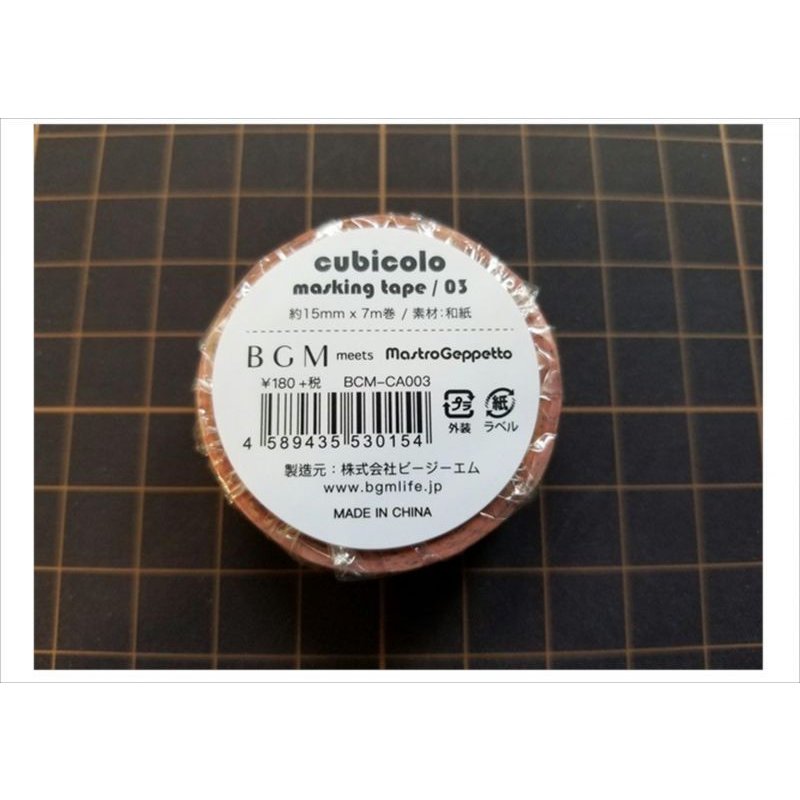 cubicolo
masking tape / 03
約15mm x 7m巻 / 素材:和紙
BGM meets MastroGeppetto
¥180 +税 BCM-CA003
プラ 紙
外装 ラベル
4 589435 530154
製造元:株式会社ビージーエム
www.bgmlife.jp
MADE IN CHINA